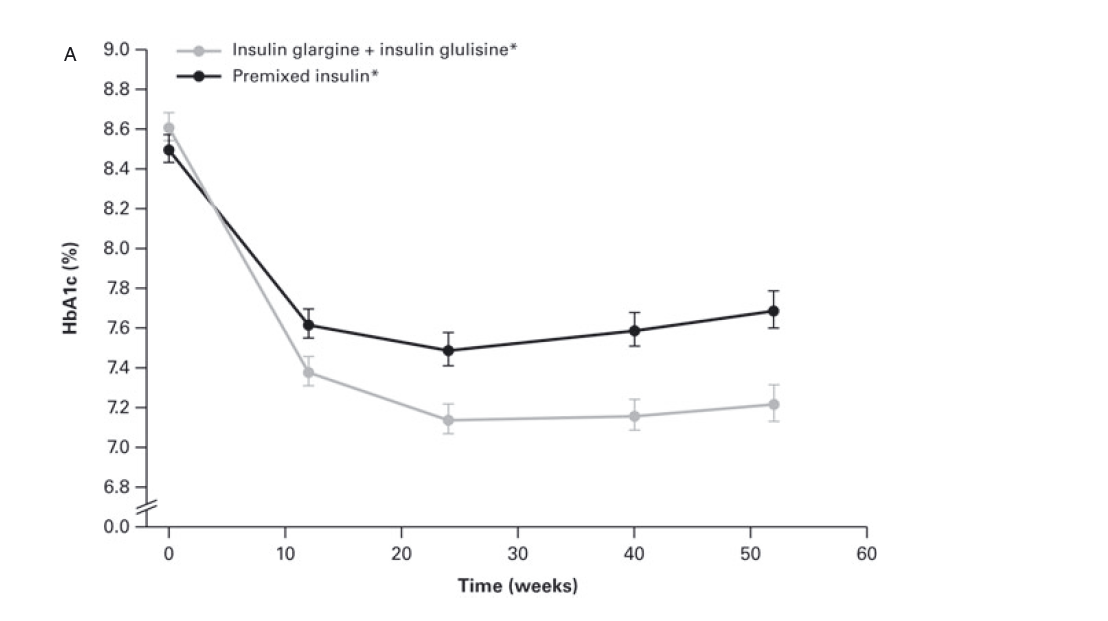 A
9.0
Insulin glargine + insulin glulisine*
Premixed insulin*
8.8
8.6
8.4
8.2
8.0
7.8
7.6
7.4
7.2
7.0
6.8
0.0
HbA1c (%)
0 10 20 30 40 50 60
Time (weeks)